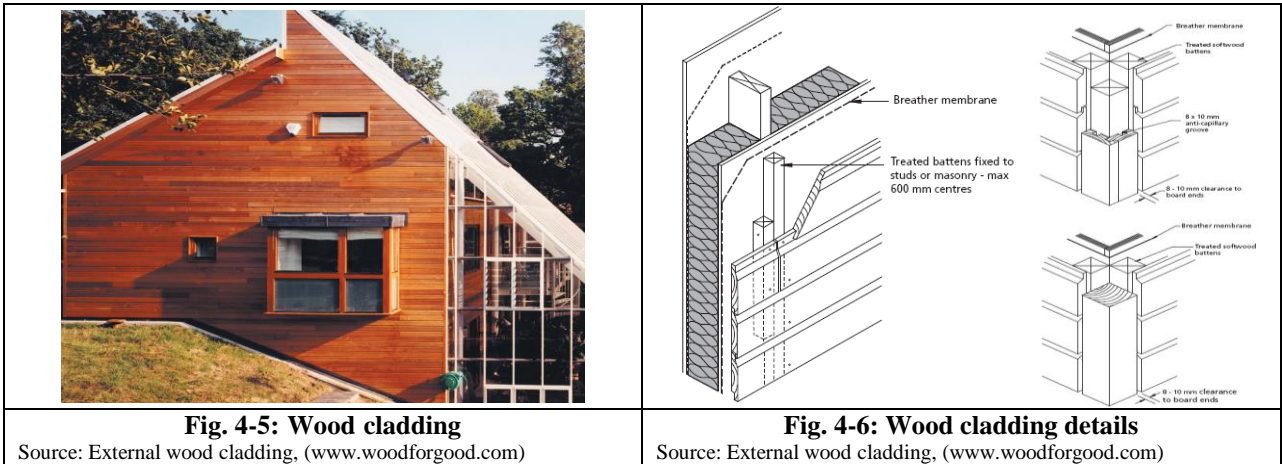 Breather membrane
Treated battens fixed to
studs or masonry - max
600 mm centres
Breather membrane
Treated softwood
battens
8 x 10 mm
anti-capillary
groove
8 - 10 mm clearance to
board ends
Breather membrane
Treated softwood
battens
8 - 10 mm clearance
to board ends
Fig. 4-5: Wood cladding
Source: External wood cladding, (www.woodforgood.com)
Fig. 4-6: Wood cladding details
Source: External wood cladding, (www.woodforgood.com)